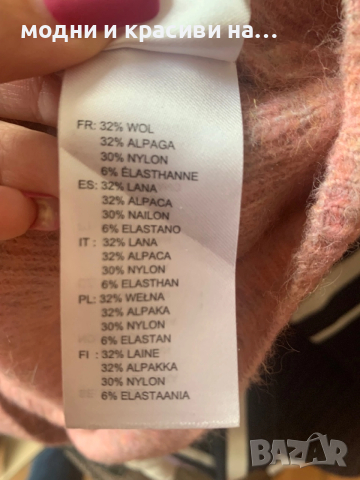 модни и красиви на...
FR: 32% WOL
32% ALPAGA
30% NYLON
6% ÉLASTHANNE
ES: 32% LANA
32% ALPACA
30% NAILON
6% ELASTANO
IT : 32% LANA
32% ALPACA
30% NYLON
6% ELASTHAN
PL: 32% WEŁNA
32% ALPAKA
30% NYLON
6% ELASTAN
FI : 32% LAINE
32% ALPAKKA
30% NYLON
6% ELASTAANIA
BAZAR